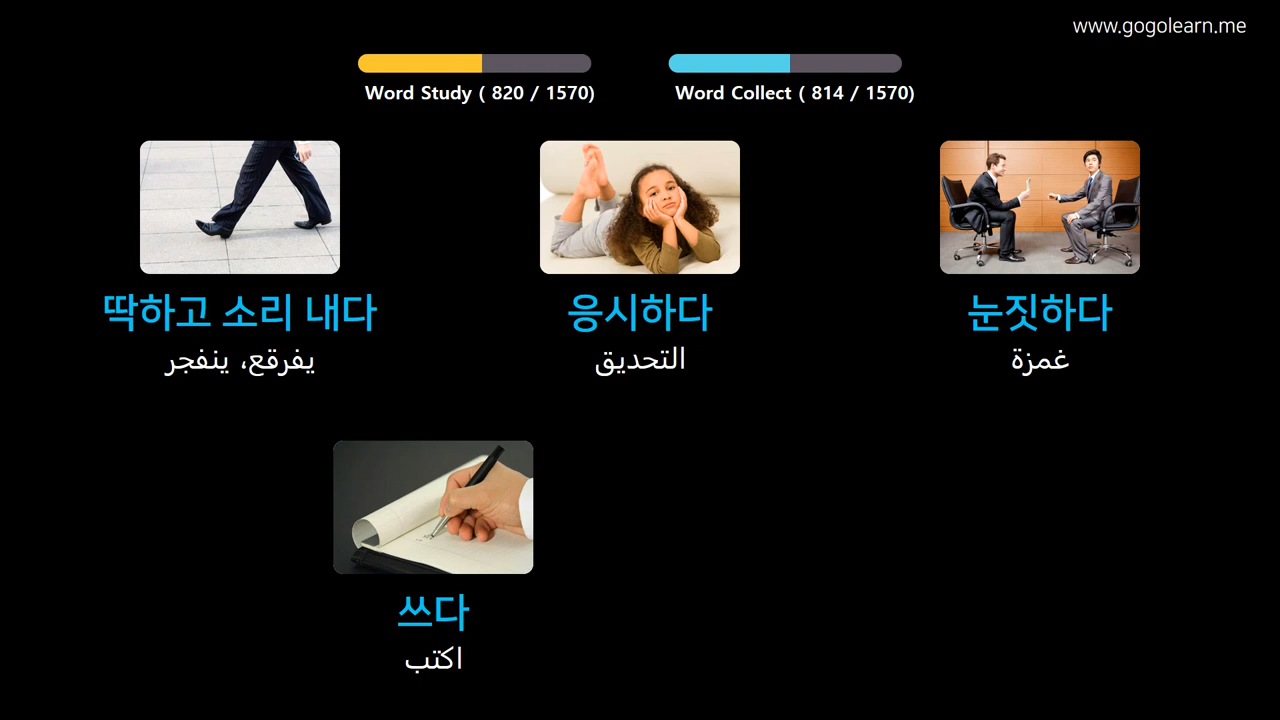 www.gogolearn.me
Word Study ( 820 / 1570)
Word Collect ( 814 / 1570)
딱하고 소리 내다
يفرقع، ينفجر
응시하다
التحديق
눈짓하다
غمزة
쓰다
اكتب